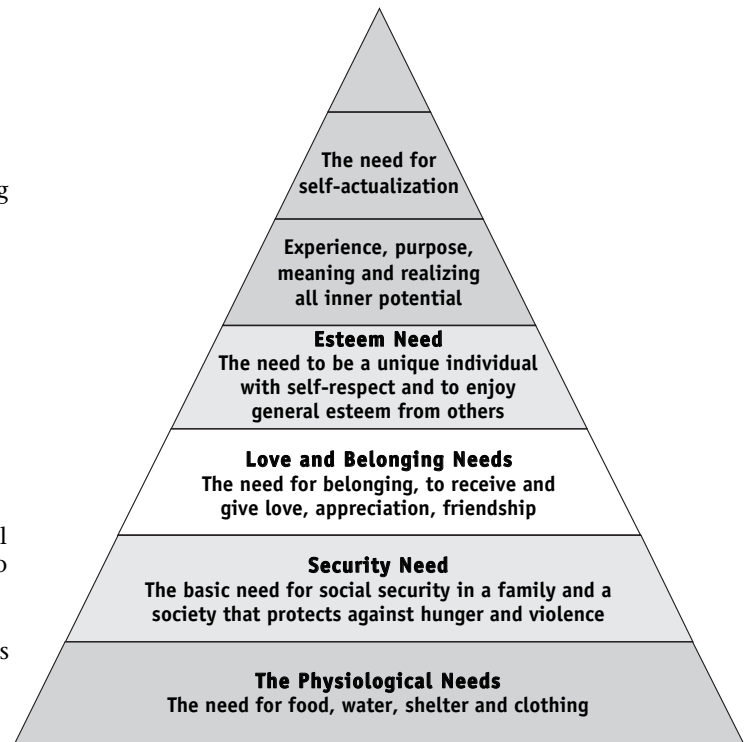 g
The need for
self-actualization
Experience, purpose,
meaning and realizing
all inner potential
Esteem Need
The need to be a unique individual
with self-respect and to enjoy
general esteem from others
Love and Belonging Needs
The need for belonging, to receive and
give love, appreciation, friendship
l
o
Security Need
The basic need for social security in a family and a
society that protects against hunger and violence
s
The Physiological Needs
The need for food, water, shelter and clothing